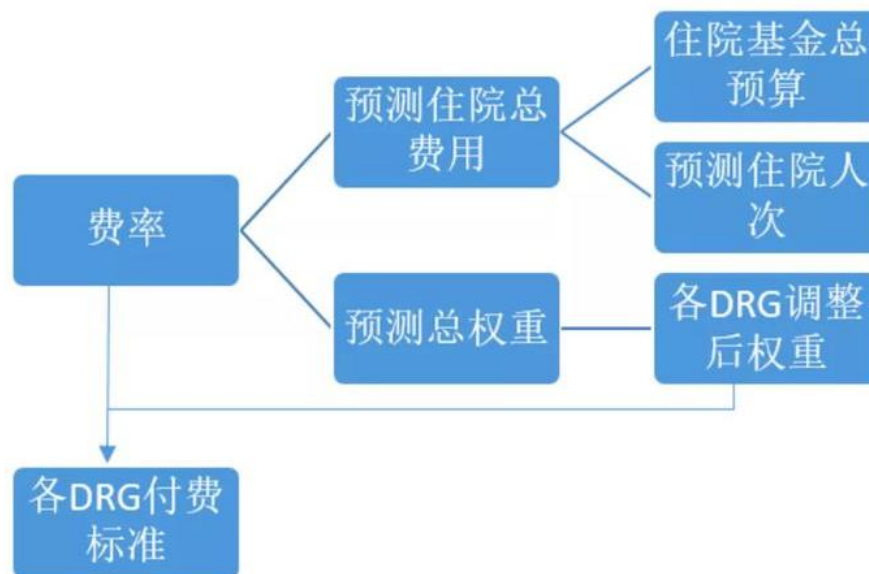 住院基金总
预算
预测住院总
费用
预测住院人
次
费率
预测总权重
各DRG调整
后权重
各DRG付费
标准